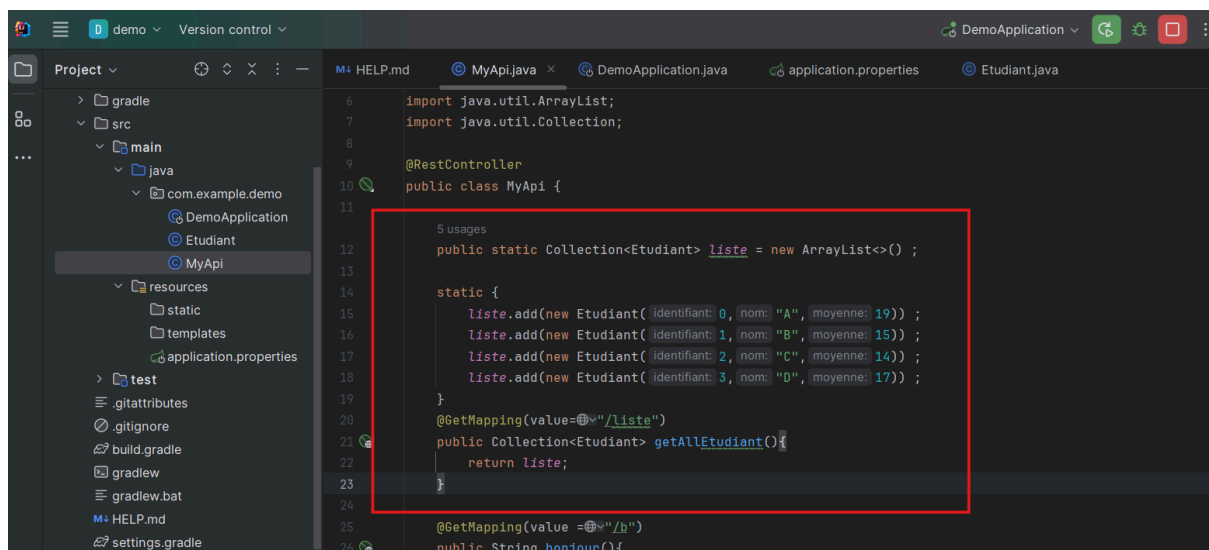 D demo Version control DemoApplication
Project
HELP.md MyApi.java DemoApplication.java application.properties Etudiant.java
gradle
src
main
java
com.example.demo
DemoApplication
Etudiant
MyApi
resources
static
templates
application.properties
test
.gitattributes
.gitignore
build.gradle
gradlew
gradlew.bat
HELP.md
settings.gradle
6 import java.util.ArrayList;
7 import java.util.Collection;
8
9 @RestController
10 public class MyApi {
11
5 usages
12 public static Collection<Etudiant> liste = new ArrayList<>() ;
13
14 static {
15 liste.add(new Etudiant( identifiant: 0, nom: "A", moyenne: 19)) ;
16 liste.add(new Etudiant( identifiant: 1, nom: "B", moyenne: 15)) ;
17 liste.add(new Etudiant( identifiant: 2, nom: "C", moyenne: 14)) ;
18 liste.add(new Etudiant( identifiant: 3, nom: "D", moyenne: 17)) ;
19 }
20 @GetMapping(value="/liste")
21 public Collection<Etudiant> getAllEtudiant(){
22 return liste;
23 }
24
25 @GetMapping(value ="/b")
26 public String bonjour(){